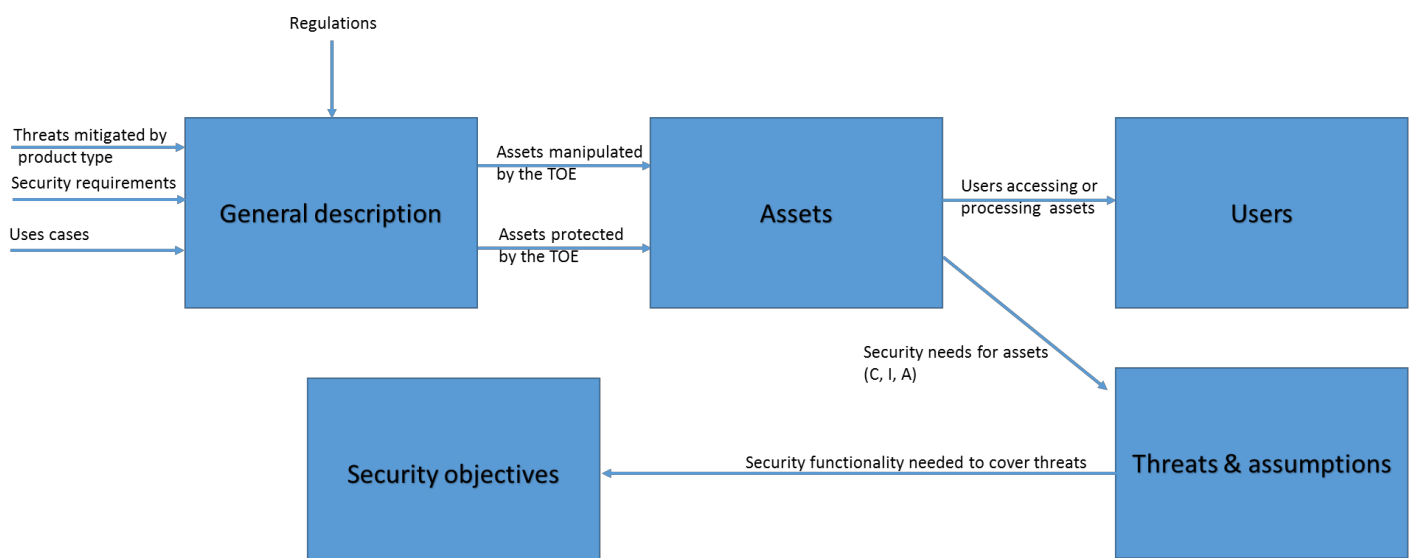 Regulations
Threats mitigated by
product type
Security requirements
Uses cases
General description
Assets manipulated
by the TOE
Assets protected
by the TOE
Assets
Users accessing or
processing assets
Users
Security needs for assets
(C, I, A)
Security objectives
Security functionality needed to cover threats
Threats & assumptions